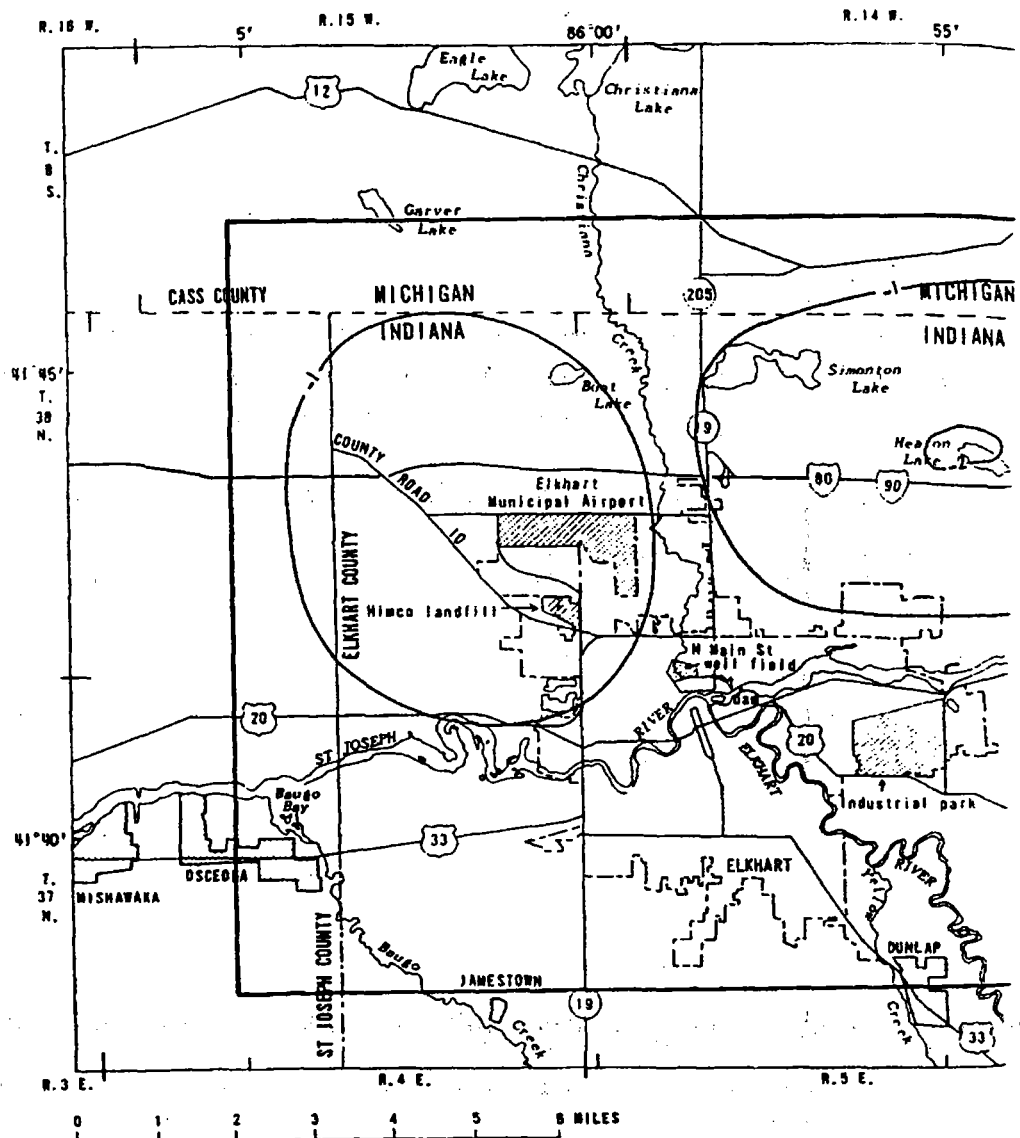 R.16 W.
R.15 W.
R.14 W.
5'
86°00'
55'
Eagle
Lake
Christiana
Lake
12
T.
8
S.
Christiann
Garver
Lake
CASS COUNTY
MICHIGAN
205
MICHIGAN
INDIANA
INDIANA
Creek
41°45'
T.
38
N.
Simonton
Lake
Lake
19
Heaton
Lake
COUNTY
ROAD
10
80
90
Elkhart
Municipal Airport
ELKHART COUNTY
Himco landfill
N Main St
well field
dam
20
RIVER
ST JOSEPH
ELKHART
20
Industrial park
Baugo
Bay
41°40'
33
T.
37
N.
OSCEOLA
MISHAWAKA
ELKHART
RIVER
Yellow
DUNLAP
Baugo
JAMESTOWN
ST JOSEPH COUNTY
19
Creek
Creek
33
R.3 E.
R.4 E.
R.5 E.
0 1 2 3 4 5 6 MILES